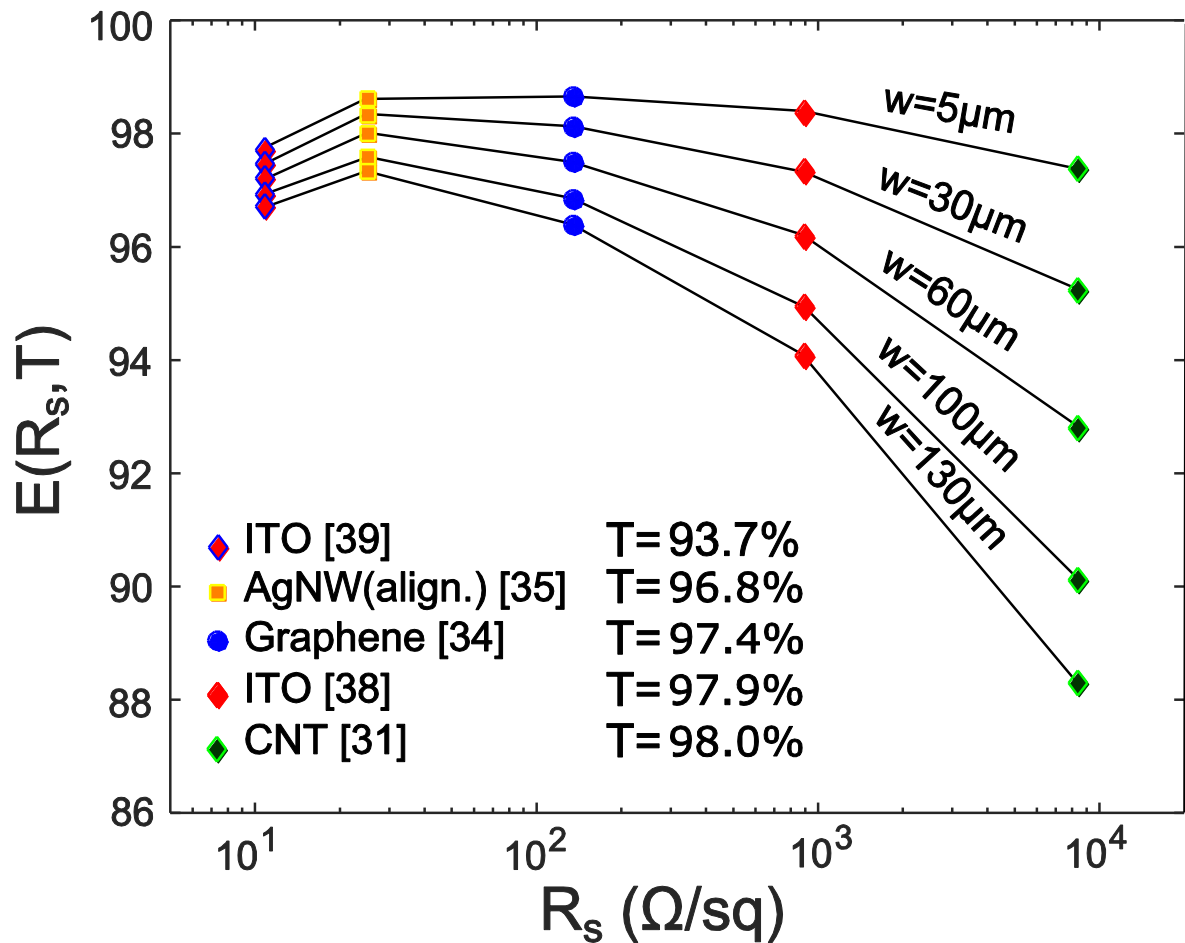 100
98
96
94
92
90
88
86
E(Rₛ,T)
w=5μm
w=30μm
w=60μm
w=100μm
w=130μm
ITO [39] T=93.7%
AgNW(align.) [35] T=96.8%
Graphene [34] T=97.4%
ITO [38] T=97.9%
CNT [31] T=98.0%
10¹ 10² 10³ 10⁴
Rₛ (Ω/sq)